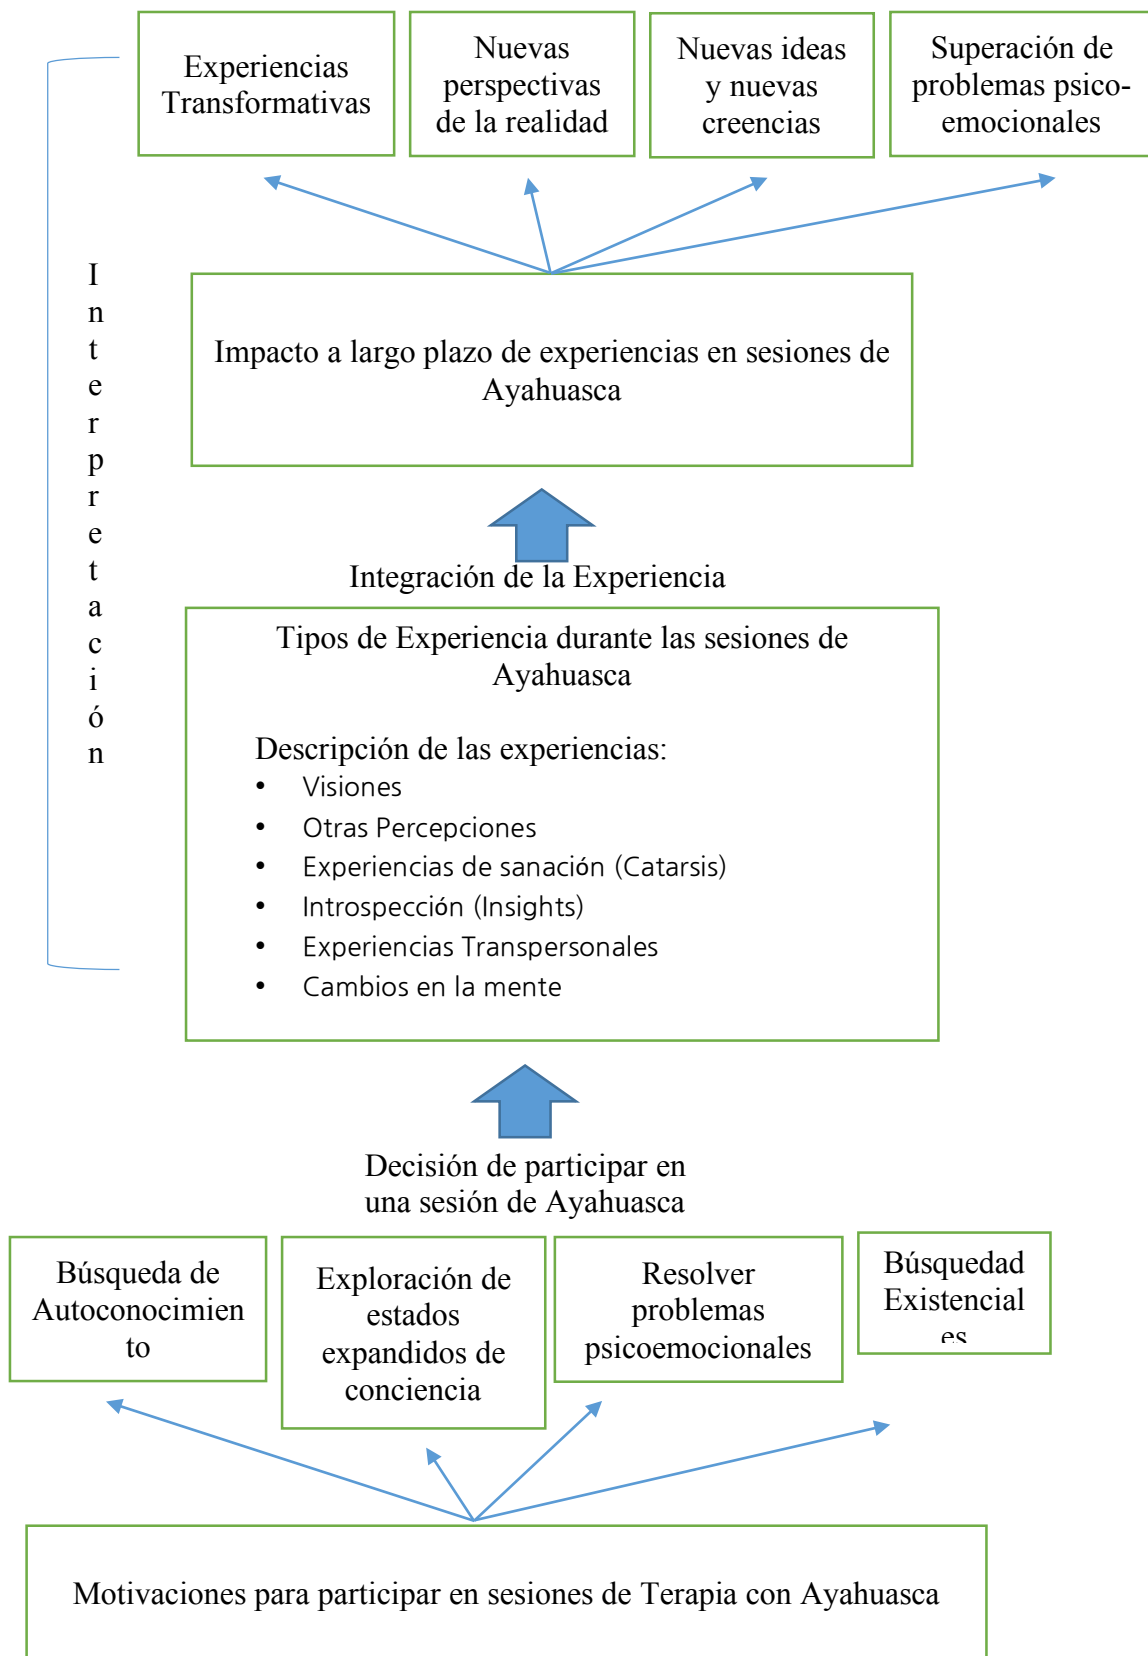 Experiencias
Transformativas
Nuevas
perspectivas
de la realidad
Nuevas ideas
y nuevas
creencias
Superación de
problemas psico-
emocionales
Interpretación
Impacto a largo plazo de experiencias en sesiones de
Ayahuasca
Integración de la Experiencia
Tipos de Experiencia durante las sesiones de
Ayahuasca
Descripción de las experiencias:
• Visiones
• Otras Percepciones
• Experiencias de sanación (Catarsis)
• Introspección (Insights)
• Experiencias Transpersonales
• Cambios en la mente
Decisión de participar en
una sesión de Ayahuasca
Búsqueda de
Autoconocimien
to
Exploración de
estados
expandidos de
conciencia
Resolver
problemas
psicoemocionales
Búsquedad
Existencial
es
Motivaciones para participar en sesiones de Terapia con Ayahuasca